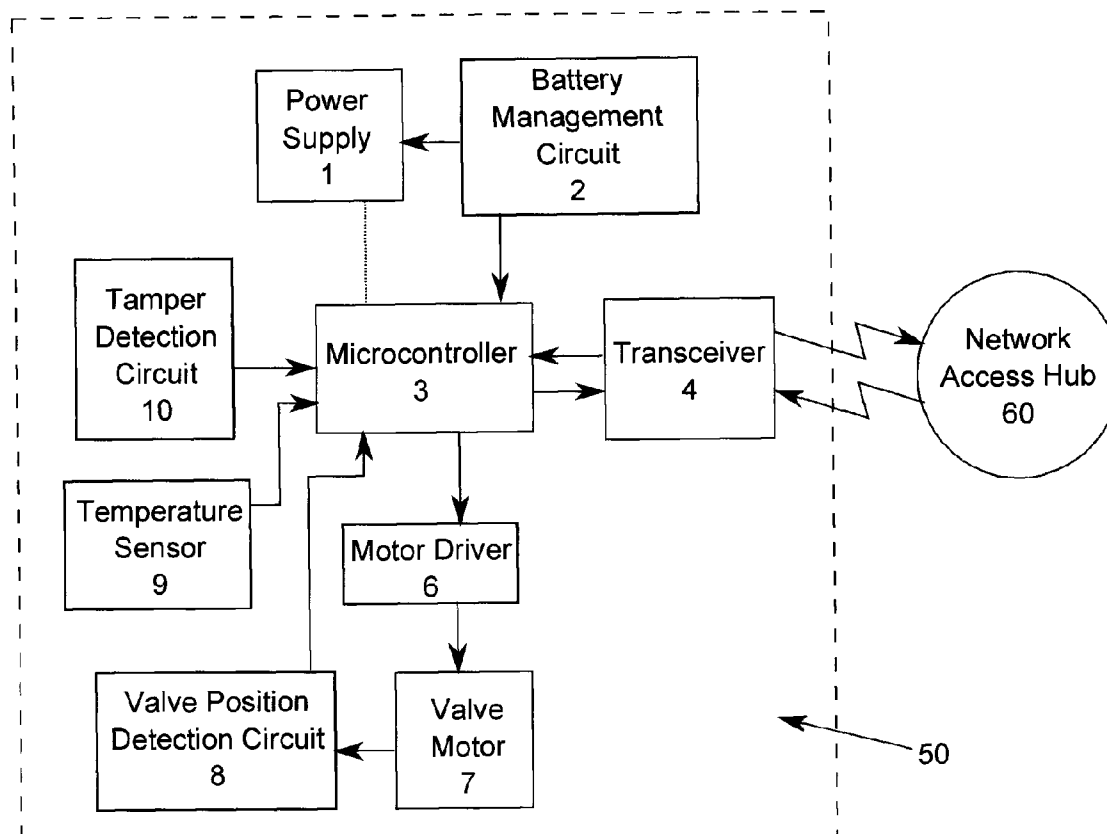 Power
Supply
1
Battery
Management
Circuit
2
Tamper
Detection
Circuit
10
Microcontroller
3
Transceiver
4
Network
Access Hub
60
Temperature
Sensor
9
Motor Driver
6
Valve Position
Detection Circuit
8
Valve
Motor
7
50